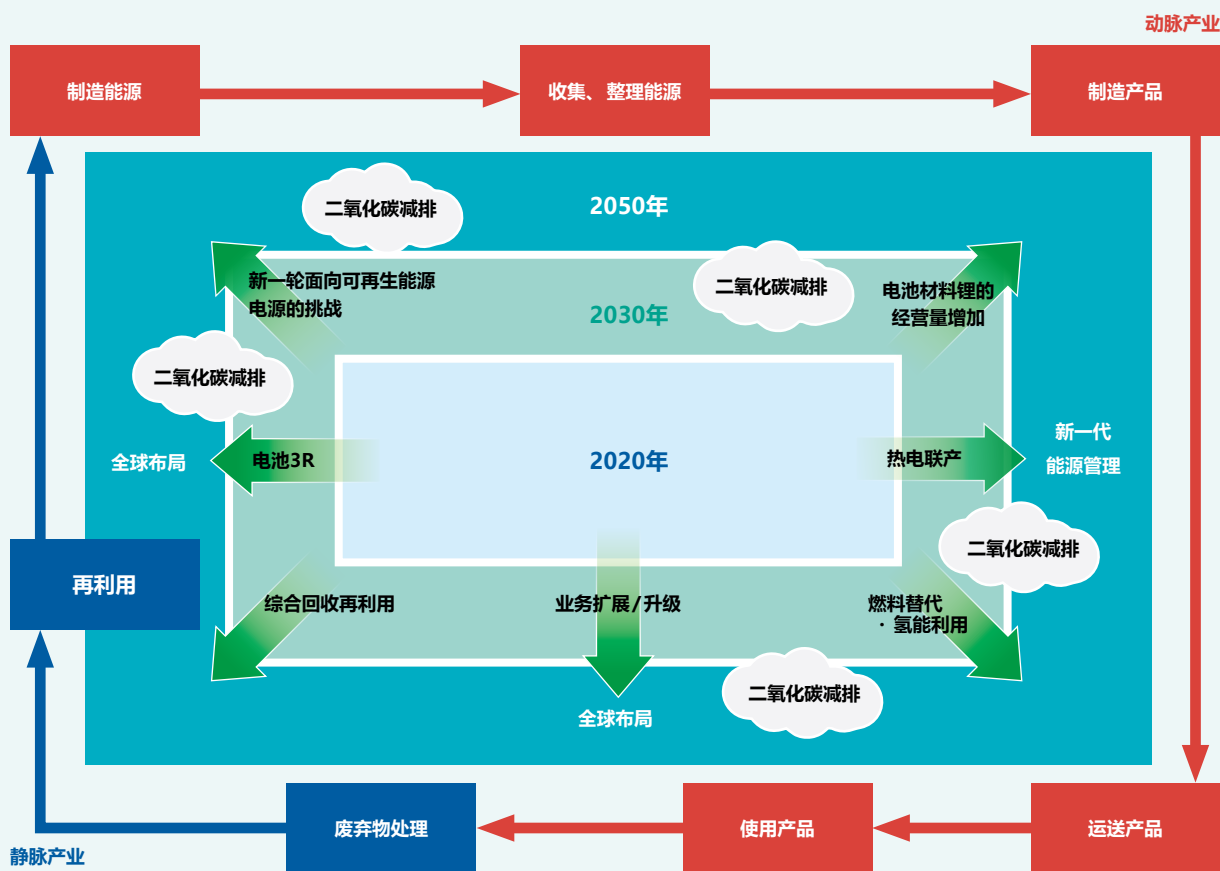 动脉产业
制造能源
收集、整理能源
制造产品
二氧化碳减排
2050年
新一轮面向可再生能源
电源的挑战
二氧化碳减排
电池材料锂的
经营量增加
2030年
二氧化碳减排
全球布局
电池3R
2020年
热电联产
新一代
能源管理
二氧化碳减排
再利用
综合回收再利用
业务扩展/升级
燃料替代
·氢能利用
二氧化碳减排
全球布局
废弃物处理
使用产品
运送产品
静脉产业